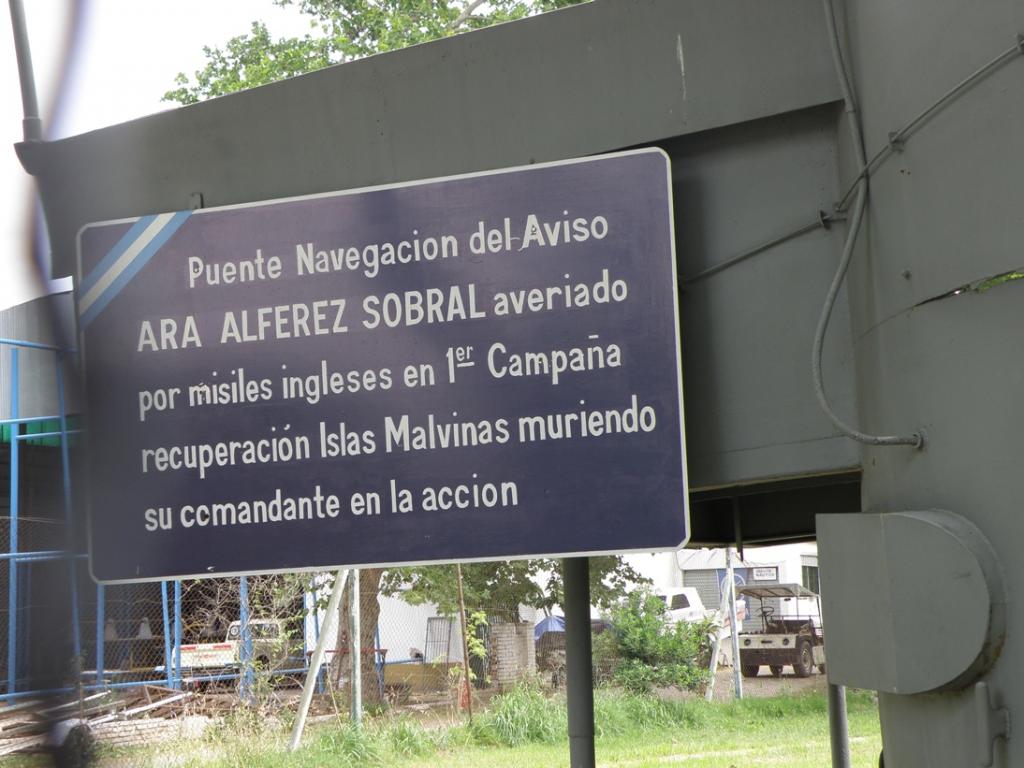 Puente Navegacion del Aviso
ARA ALFEREZ SOBRAL averiado
por misiles ingleses en 1er Campaña
recuperación Islas Malvinas muriendo
su comandante en la accion